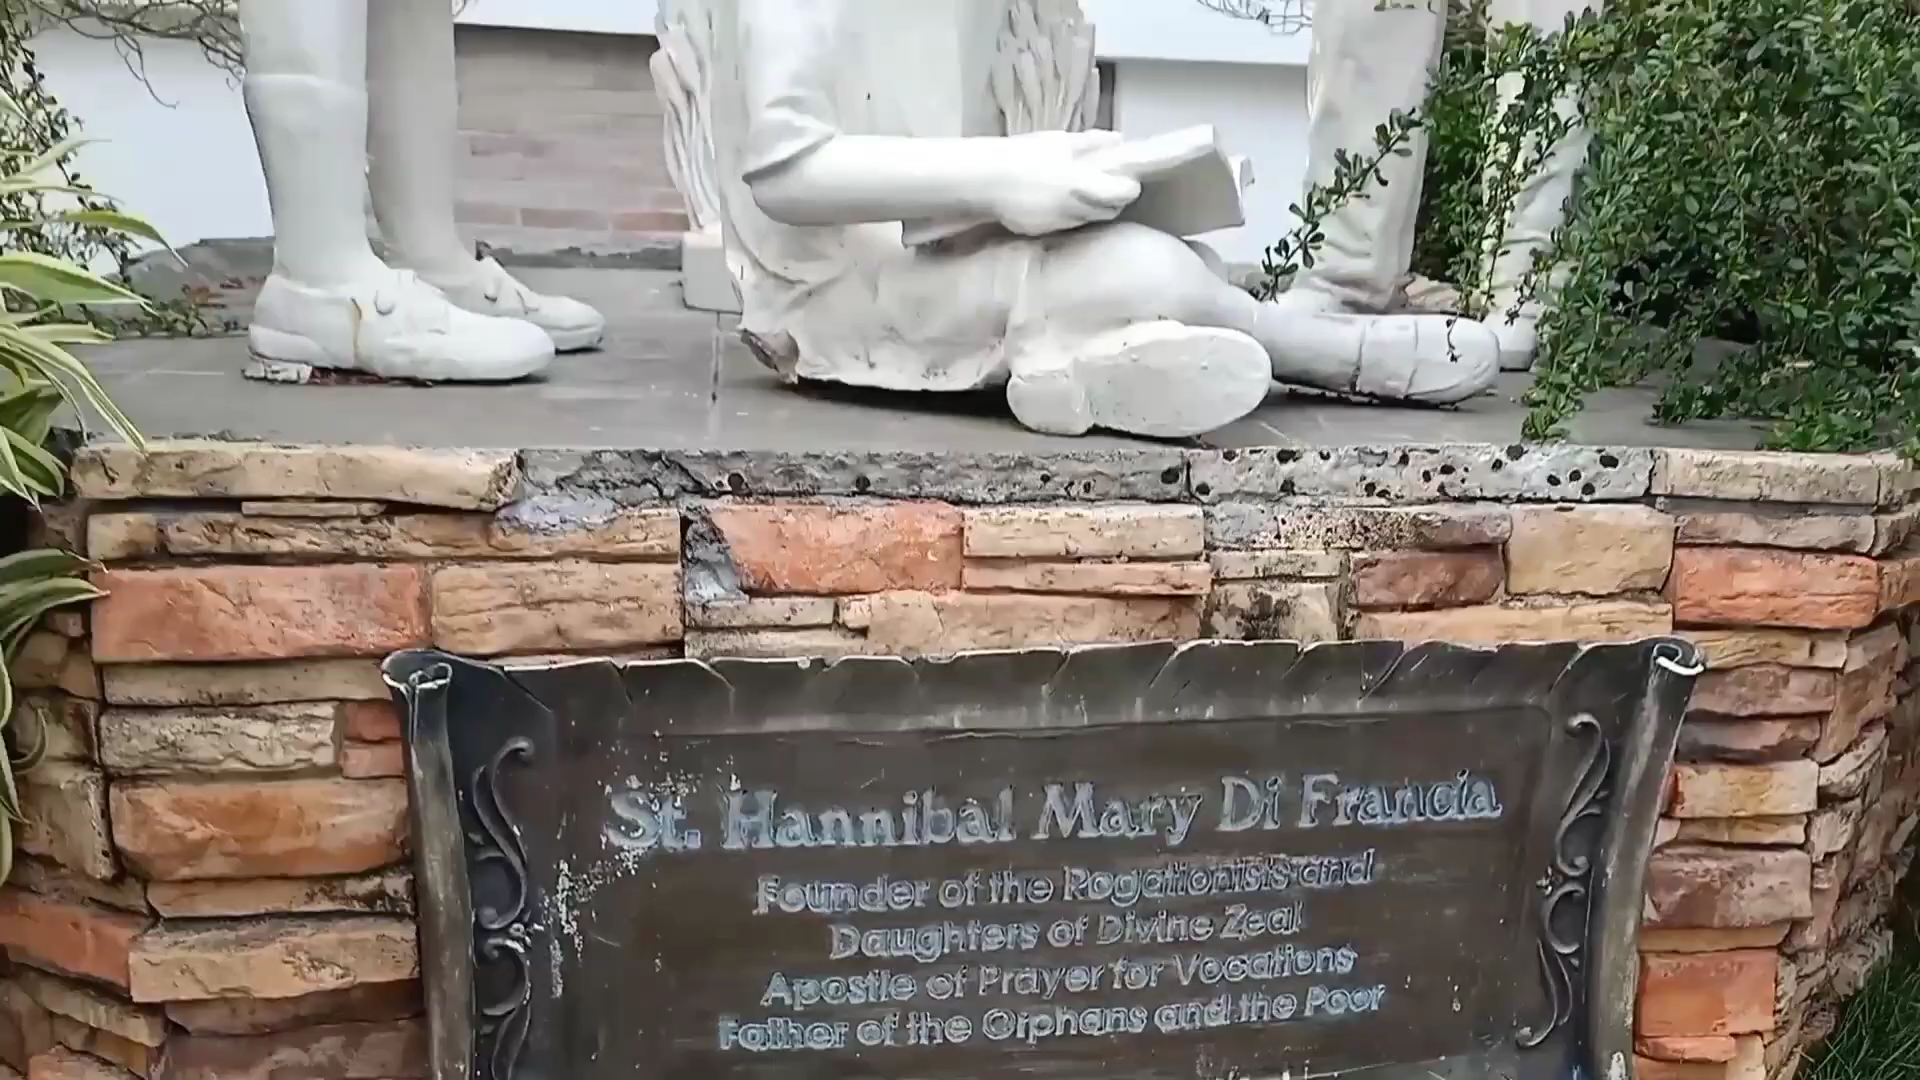 St. Hannibal Mary Di Francia
Founder of the Rogationists and
Daughters of Divine Zeal
Apostle of Prayer for Vocations
Father of the Orphans and the Poor